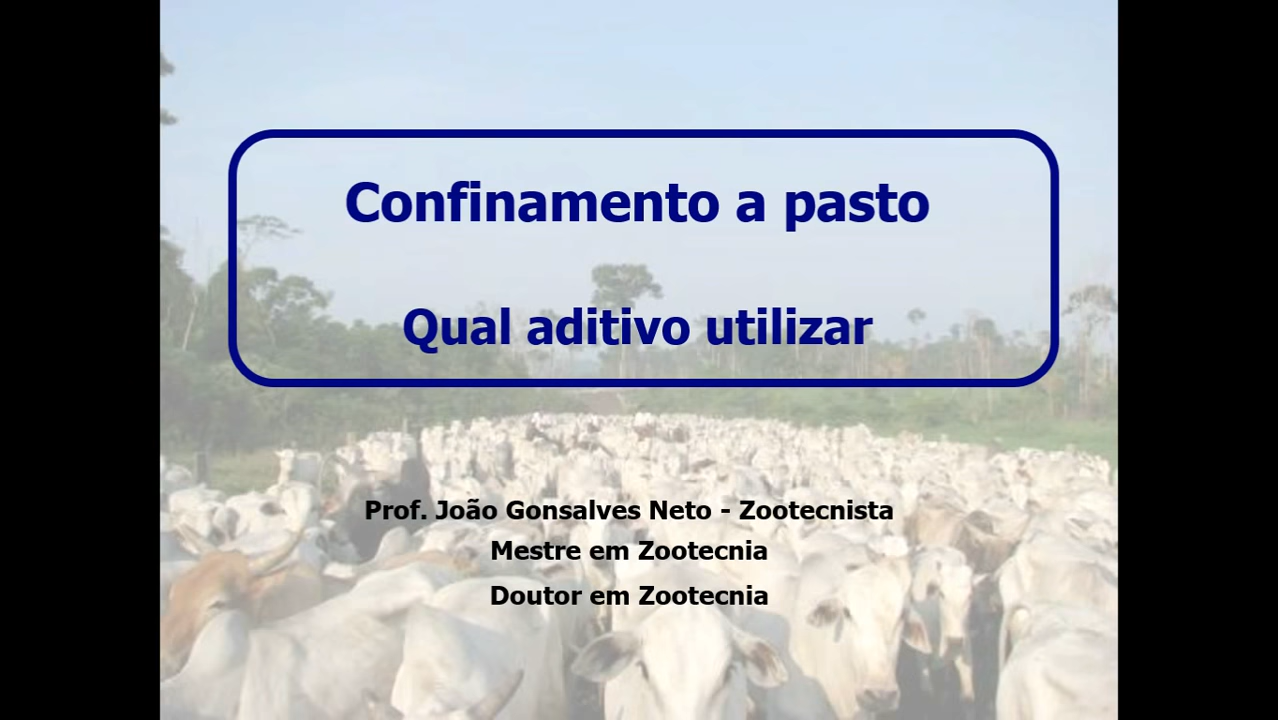 Confinamento a pasto
Qual aditivo utilizar
Prof. João Gonsalves Neto - Zootecnista
Mestre em Zootecnia
Doutor em Zootecnia